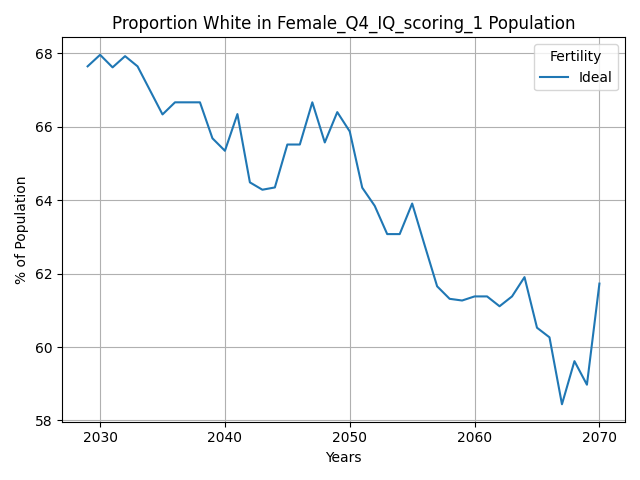 Proportion White in Female_Q4_IQ_scoring_1 Population
Fertility
Ideal
% of Population
68
66
64
62
60
58
2030
2040
2050
2060
2070
Years